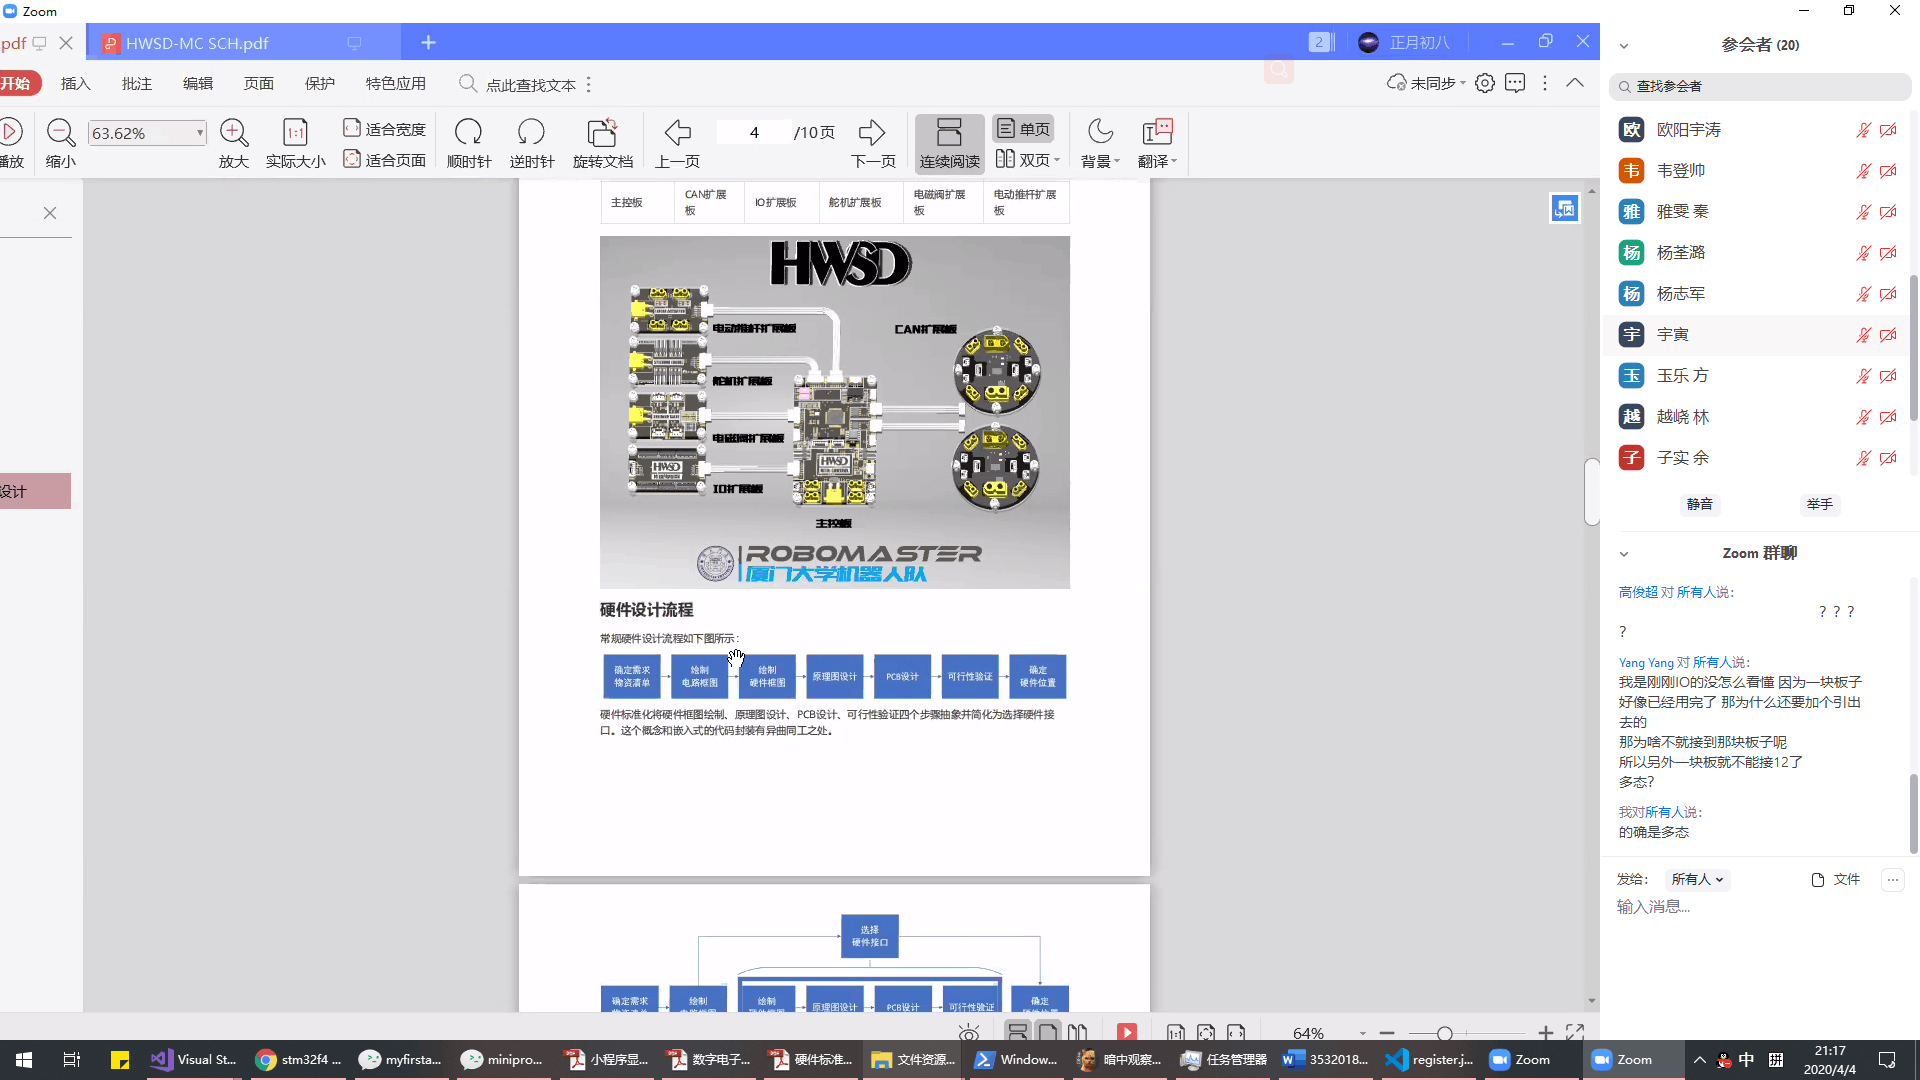 Zoom
.pdf
HWSD-MC SCH.pdf
2
正月初八
开始
插入
批注
编辑
页面
保护
特色应用
点此查找文本
未同步
播放
缩小
63.62%
放大
1:1
实际大小
适合宽度
适合页面
顺时针
逆时针
旋转文档
上一页
4
/10页
下一页
连续阅读
单页
双页
背景
翻译
设计
主控板
CAN扩展板
IO扩展板
舵机扩展板
电磁阀扩展板
电动推杆扩展板
HWSD
电动推杆扩展板
CAN扩展板
舵机扩展板
电磁阀扩展板
HWSD
HWSD
IO扩展板
主控板
ROBOMASTER
厦门大学机器人队
硬件设计流程
常规硬件设计流程如下图所示：
确定需求
物资清单
绘制
电路框图
绘制
硬件框图
原理图设计
PCB设计
可行性验证
确定
硬件位置
硬件标准化将硬件框图绘制、原理图设计、PCB设计、可行性验证四个步骤抽象并简化为选择硬件接
口。这个概念和嵌入式的代码封装有异曲同工之处。
选择
硬件接口
确定需求
绘制
绘制
原理图设计
PCB设计
可行性验证
确定
64%
参会者 (20)
查找参会者
欧
欧阳宇涛
韦
韦登帅
雅
雅雯 秦
杨
杨荃潞
杨
杨志军
宇
宇寅
玉
玉乐 方
越
越峣 林
子
子实 余
静音
举手
Zoom 群聊
高俊超 对 所有人说:
？？？
？
Yang Yang 对 所有人说:
我是刚刚IO的没怎么看懂 因为一块板子
好像已经用完了 那为什么还要加个引出
去的
那为啥不就接到那块板子呢
所以另外一块板就不能接12了
多态?
我对所有人说:
的确是多态
发给:
所有人
文件
输入消息...
Visual St...
stm32f4 ...
myfirsta...
minipro...
小程序显...
数字电子...
硬件标准...
文件资源...
Window...
暗中观察...
任务管理器
3532018...
register.j...
Zoom
Zoom
中
拼
21:17
2020/4/4